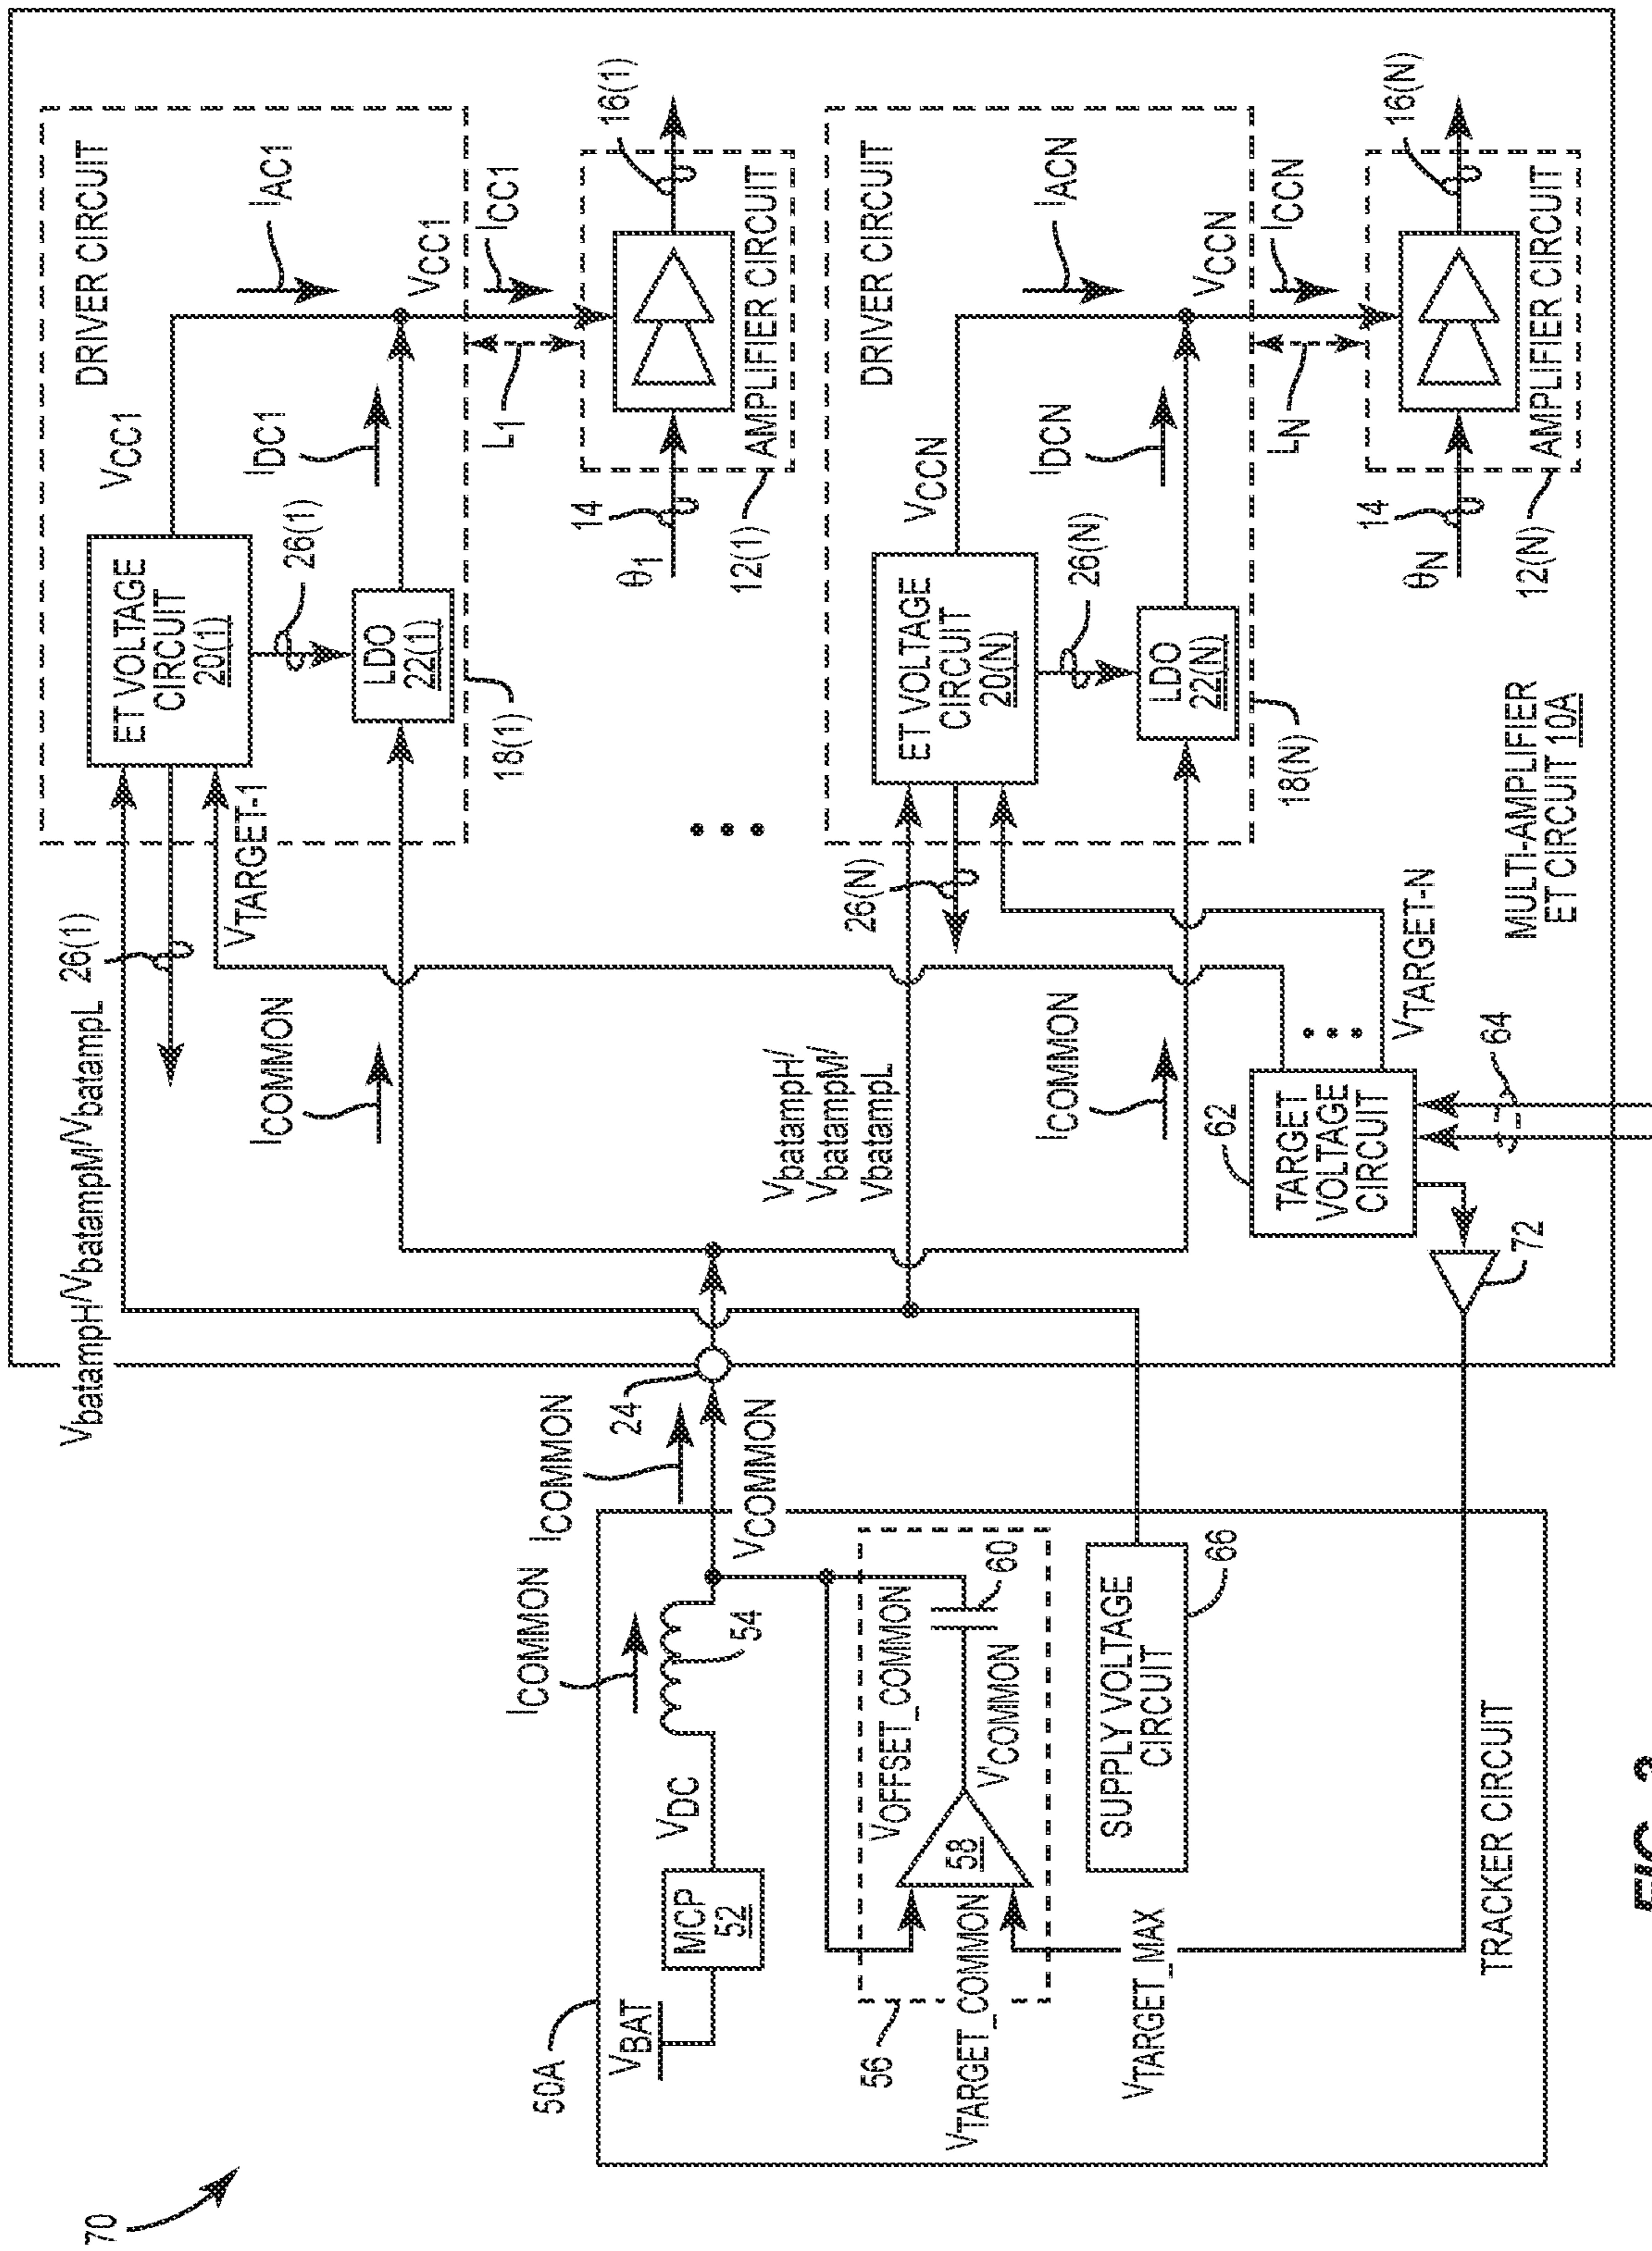 70
50A
VBAT
MCP
52
VDC
54
ICOMMON
ICOMMON
VCOMMON
24
56
58
VOFFSET_COMMON
V'COMMON
60
VTARGET_COMMON
VTARGET_MAX
SUPPLY VOLTAGE
CIRCUIT
66
TRACKER CIRCUIT
VbatampH/VbatampM/VbatampL
26(1)
VTARGET-1
ICOMMON
DRIVER CIRCUIT
ET VOLTAGE
CIRCUIT
20(1)
VCC1
26(1)
LDO
22(1)
18(1)
IDC1
IAC1
VCC1
L1
ICC1
14
θ1
12(1)
AMPLIFIER CIRCUIT
16(1)
VbatampH/
VbatampM/
VbatampL
26(N)
ICOMMON
DRIVER CIRCUIT
ET VOLTAGE
CIRCUIT
20(N)
VCCN
26(N)
LDO
22(N)
18(N)
IDCN
IACN
VCCN
LN
ICCN
14
θN
12(N)
AMPLIFIER CIRCUIT
16(N)
62
TARGET
VOLTAGE
CIRCUIT
72
VTARGET-N
64
MULTI-AMPLIFIER
ET CIRCUIT 10A